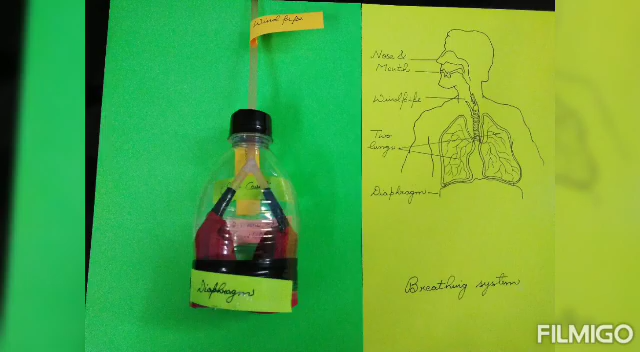 Wind pipe
Diaphragm
Nose &
Mouth
Windpipe
Two
lungs
Diaphragm
Breathing system
FILMIGO